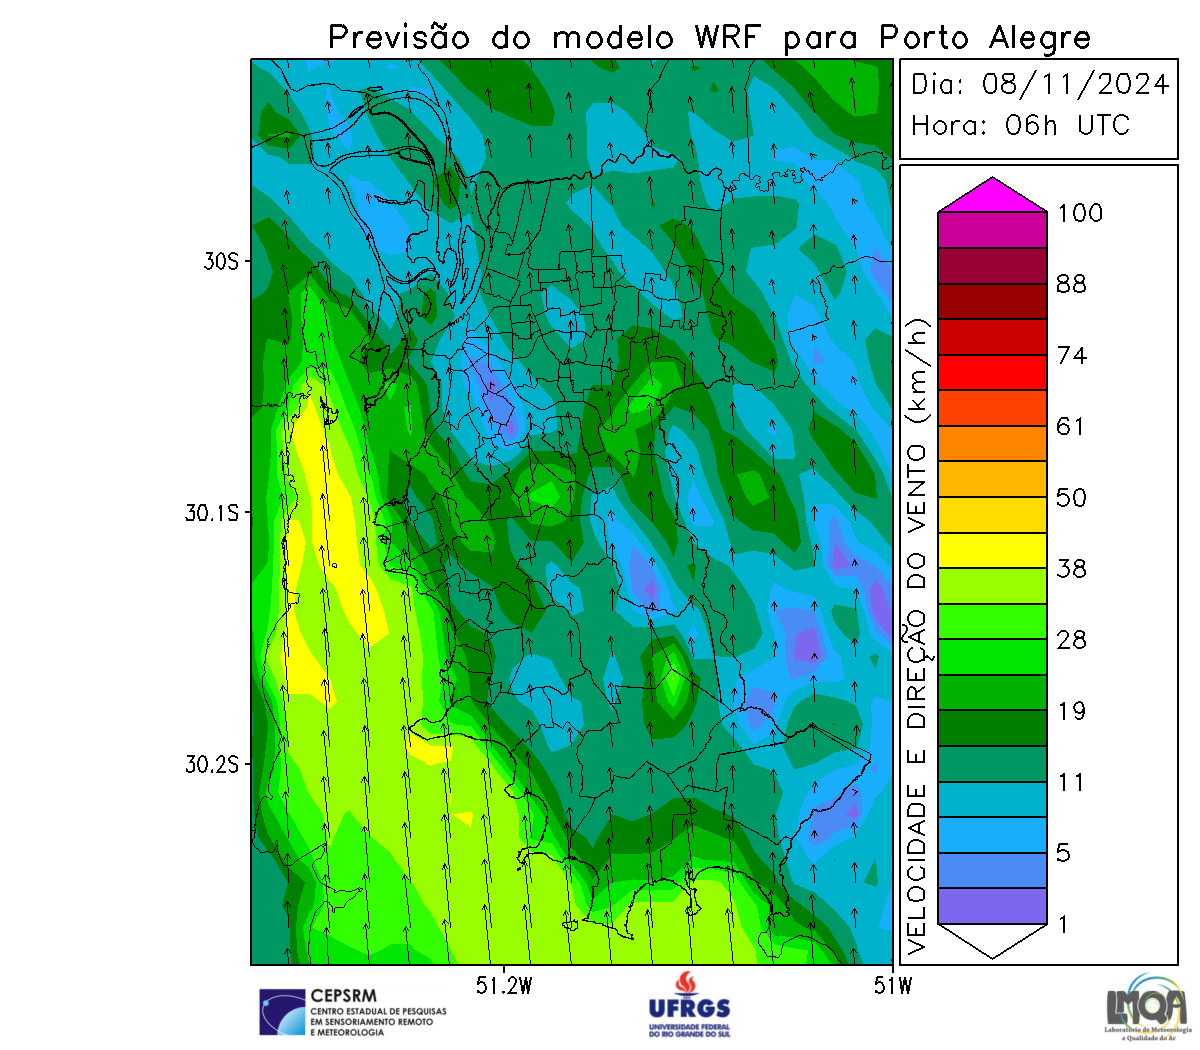 Previsão do modelo WRF para Porto Alegre
Dia: 08/11/2024
Hora: 06h UTC
30S
30.1S
30.2S
51.2W
51W
VELOCIDADE E DIREÇÃO DO VENTO (km/h)
100
88
74
61
50
38
28
19
11
5
1
CEPSRM
CENTRO ESTADUAL DE PESQUISAS
EM SENSORIAMENTO REMOTO
E METEOROLOGIA
UFRGS
UNIVERSIDADE FEDERAL
DO RIO GRANDE DO SUL
LMQA
Laboratório de Meteorologia
e Qualidade do Ar